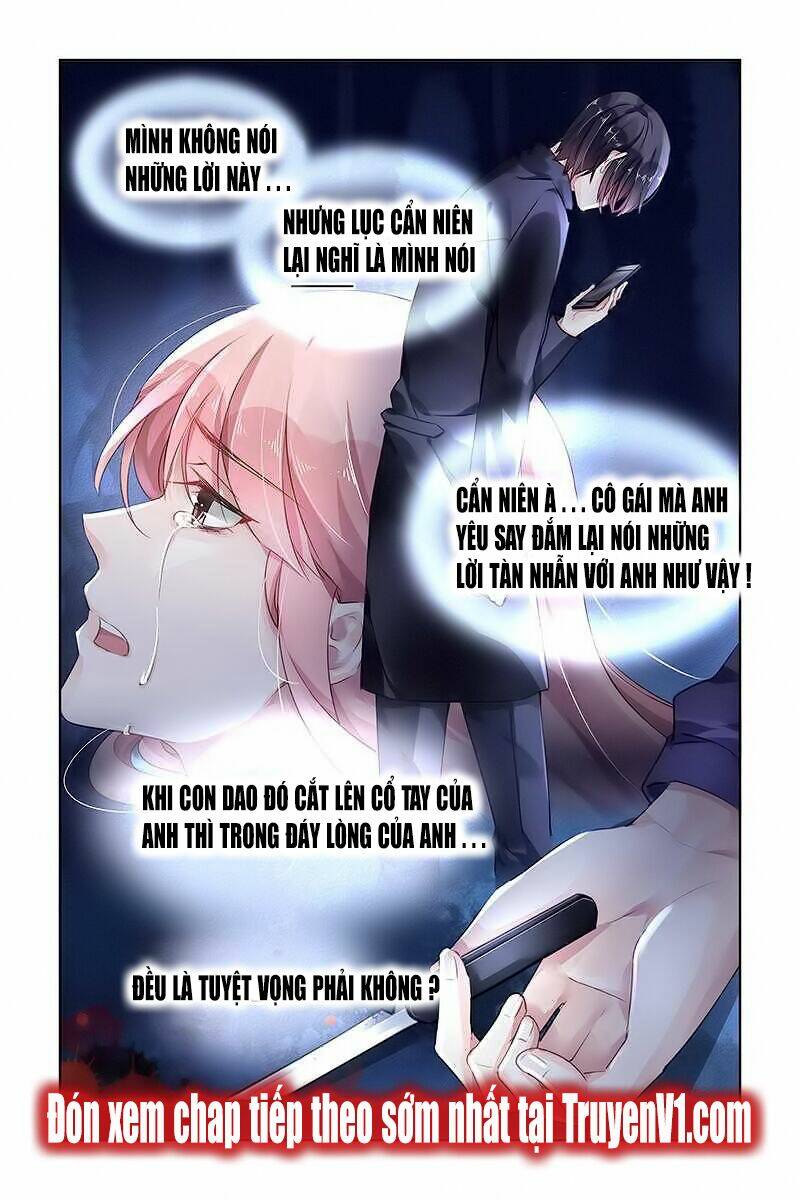 MÌNH KHÔNG NÓI
NHỮNG LỜI NÀY . . .
NHƯNG LỤC CẨN NIÊN
LẠI NGHĨ LÀ MÌNH NÓI
CẨN NIÊN À . . . CÔ GÁI MÀ ANH
YÊU SAY ĐẮM LẠI NÓI NHỮNG
LỜI TÀN NHẪN VỚI ANH NHƯ VẬY !
KHI CON DAO ĐÓ CẮT LÊN CỔ TAY CỦA
ANH THÌ TRONG ĐÁY LÒNG CỦA ANH . . .
ĐỀU LÀ TUYỆT VỌNG PHẢI KHÔNG ?
Đón xem chap tiếp theo sớm nhất tại TruyenV1.com